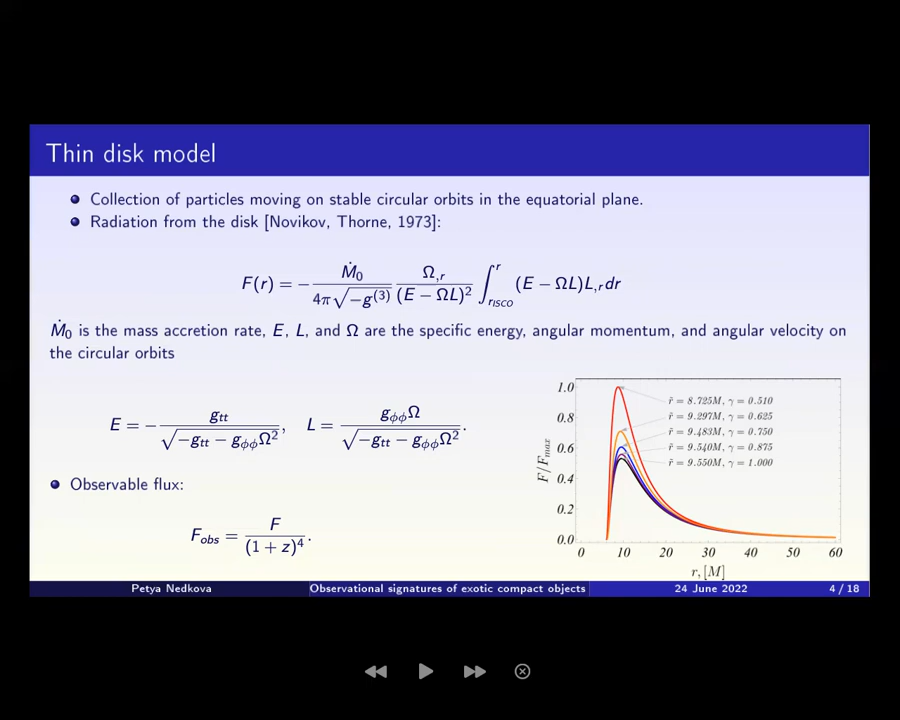 Thin disk model
Collection of particles moving on stable circular orbits in the equatorial plane.
Radiation from the disk [Novikov, Thorne, 1973]:
F(r) = − Ṁ₀ / (4π√−g⁽³⁾) Ω,r / (E − ΩL)² ∫_{r_ISCO}^{r} (E − ΩL)L,r dr
Ṁ₀ is the mass accretion rate, E, L, and Ω are the specific energy, angular momentum, and angular velocity on
the circular orbits
E = − g_tt / √(−g_tt − g_ϕϕΩ²), L = g_ϕϕΩ / √(−g_tt − g_ϕϕΩ²).
Observable flux:
F_obs = F / (1 + z)⁴.
F/F_max
1.0
0.8
0.6
0.4
0.2
0.0
r̃ = 8.725M, γ = 0.510
r̃ = 9.297M, γ = 0.625
r̃ = 9.483M, γ = 0.750
r̃ = 9.540M, γ = 0.875
r̃ = 9.550M, γ = 1.000
0 10 20 30 40 50 60
r, [M]
Petya Nedkova Observational signatures of exotic compact objects 24 June 2022 4 / 18